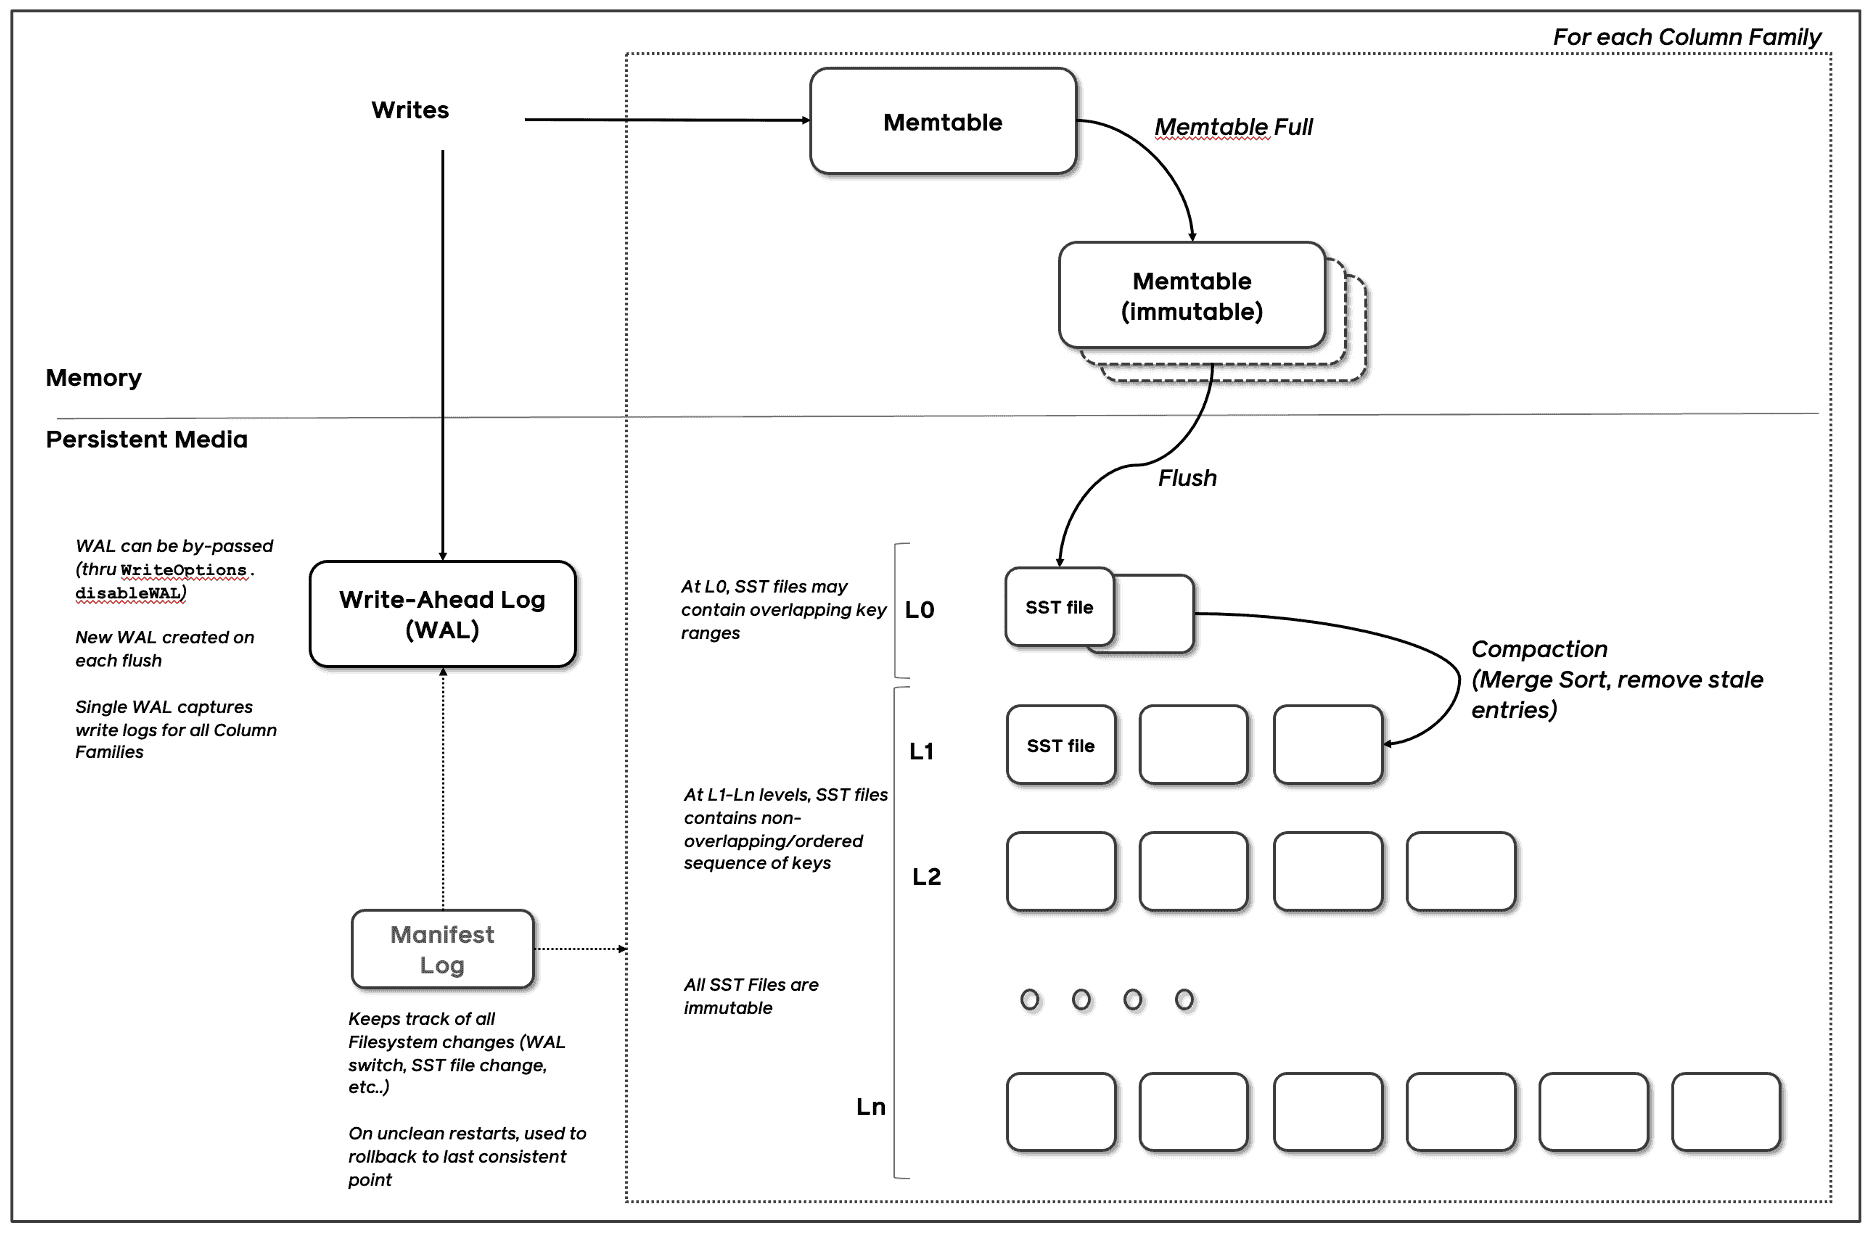 For each Column Family
Writes
Memtable
Memtable Full
Memtable
(immutable)
Memory
Persistent Media
Flush
WAL can be by-passed
(thru WriteOptions.
disableWAL)
New WAL created on
each flush
Single WAL captures
write logs for all Column
Families
Write-Ahead Log
(WAL)
At L0, SST files may
contain overlapping key
ranges
L0
SST file
Compaction
(Merge Sort, remove stale
entries)
L1
SST file
At L1-Ln levels, SST files
contains non-
overlapping/ordered
sequence of keys
L2
Manifest
Log
All SST Files are
immutable
Keeps track of all
Filesystem changes (WAL
switch, SST file change,
etc..)
On unclean restarts, used to
rollback to last consistent
point
Ln